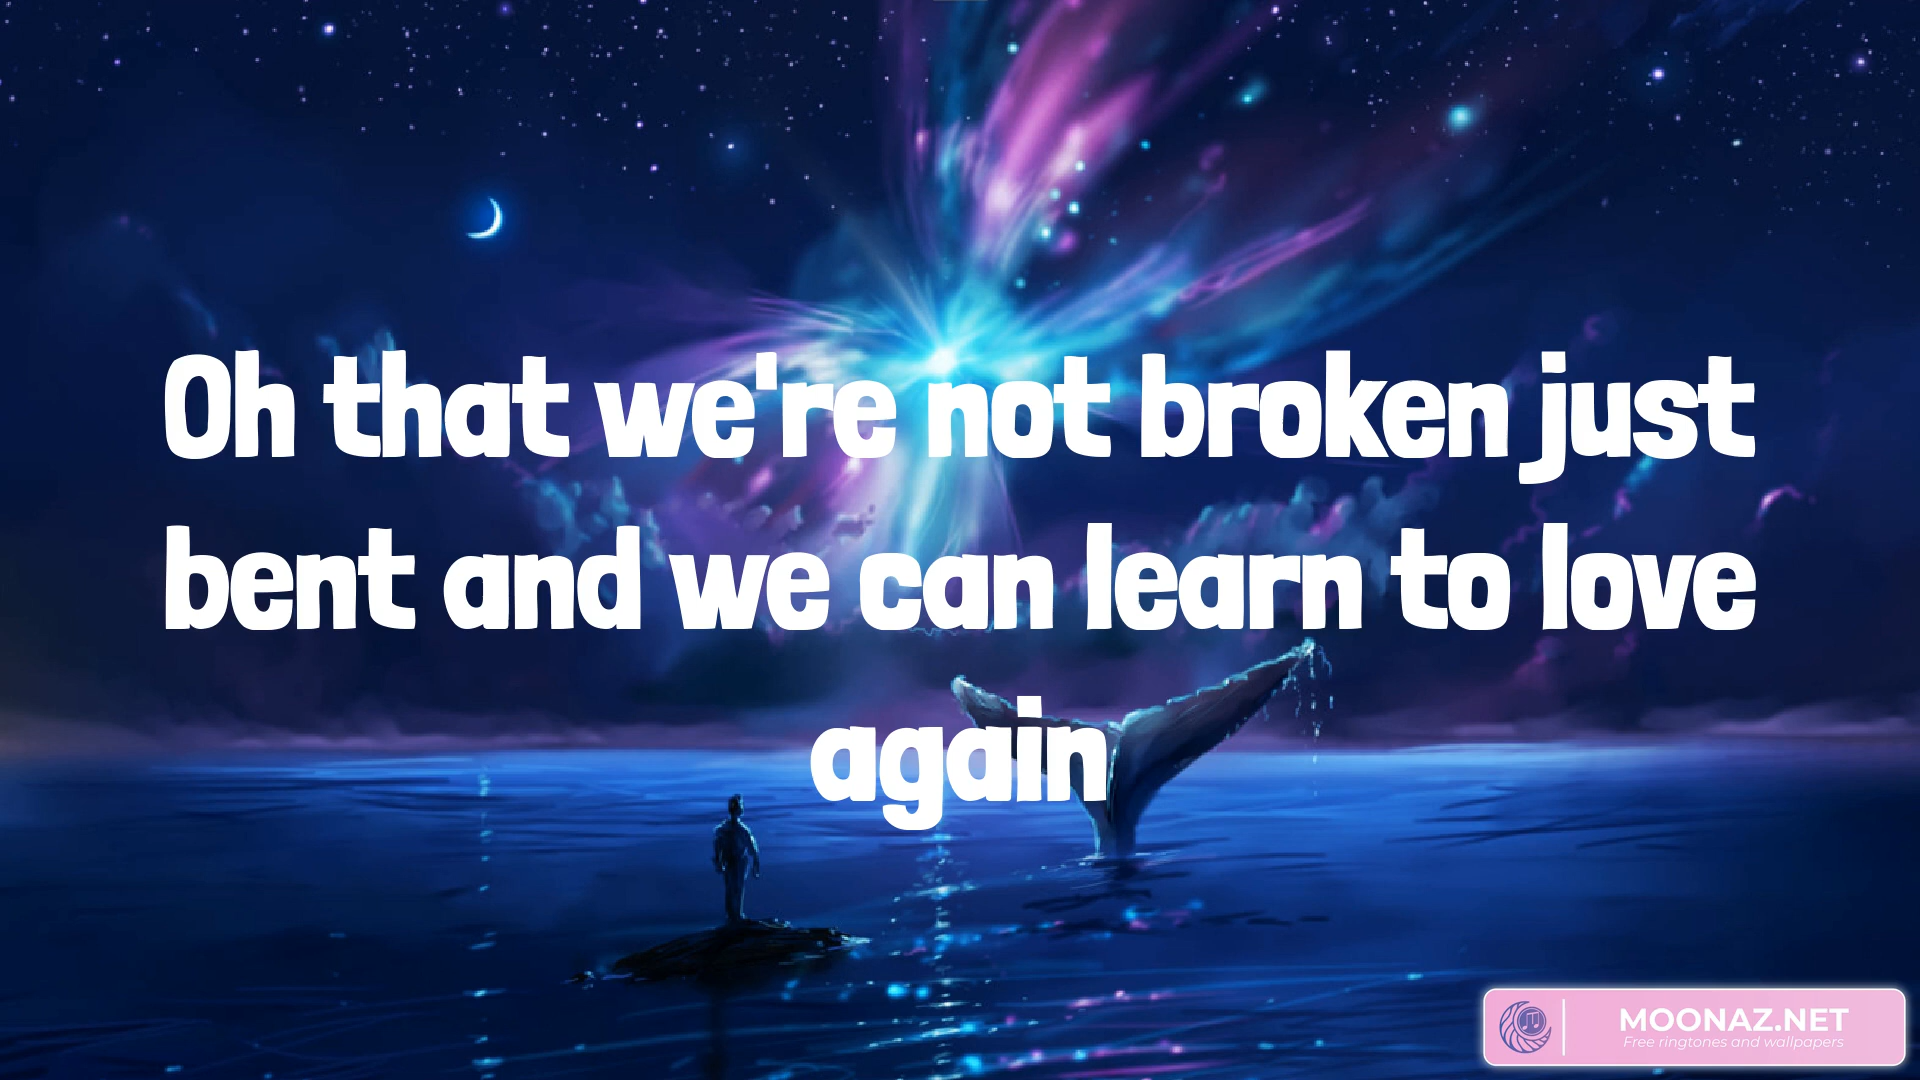 Oh that we're not broken just
bent and we can learn to love
again
MOONAZ.NET
Free ringtones and wallpapers